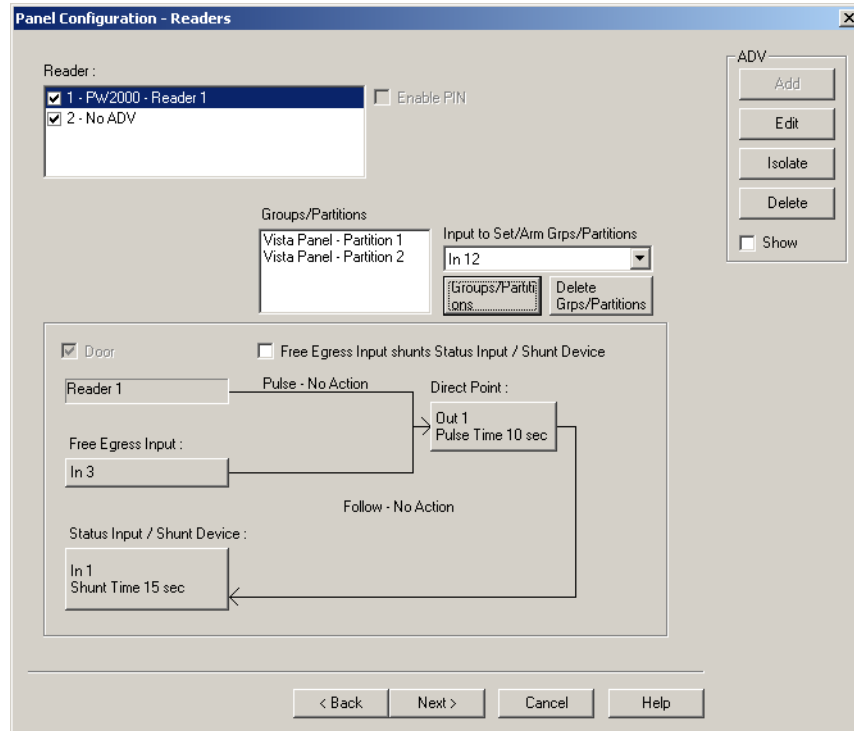 Panel Configuration - Readers
Reader :
1 - PW2000 - Reader 1
2 - No ADV
Enable PIN
ADV
Add
Edit
Isolate
Delete
Show
Groups/Partitions
Vista Panel - Partition 1
Vista Panel - Partition 2
Input to Set/Arm Grps/Partitions
In 12
Groups/Partiti
ons
Delete
Grps/Partitions
Door
Free Egress Input shunts Status Input / Shunt Device
Reader 1
Pulse - No Action
Direct Point :
Out 1
Pulse Time 10 sec
Free Egress Input :
In 3
Follow - No Action
Status Input / Shunt Device :
In 1
Shunt Time 15 sec
< Back
Next >
Cancel
Help